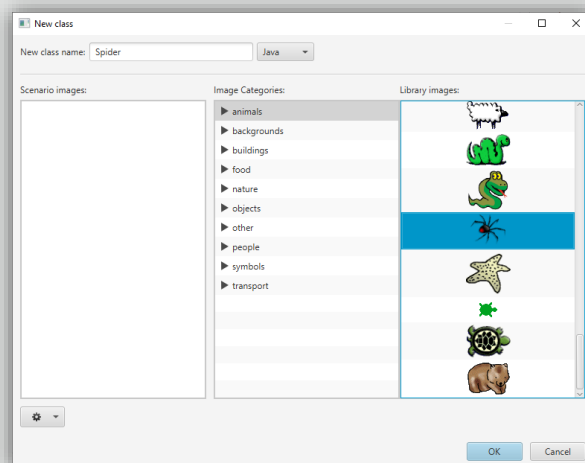 New class
New class name: Spider Java
Scenario images: Image Categories: Library images:
animals
backgrounds
buildings
food
nature
objects
other
people
symbols
transport
OK Cancel